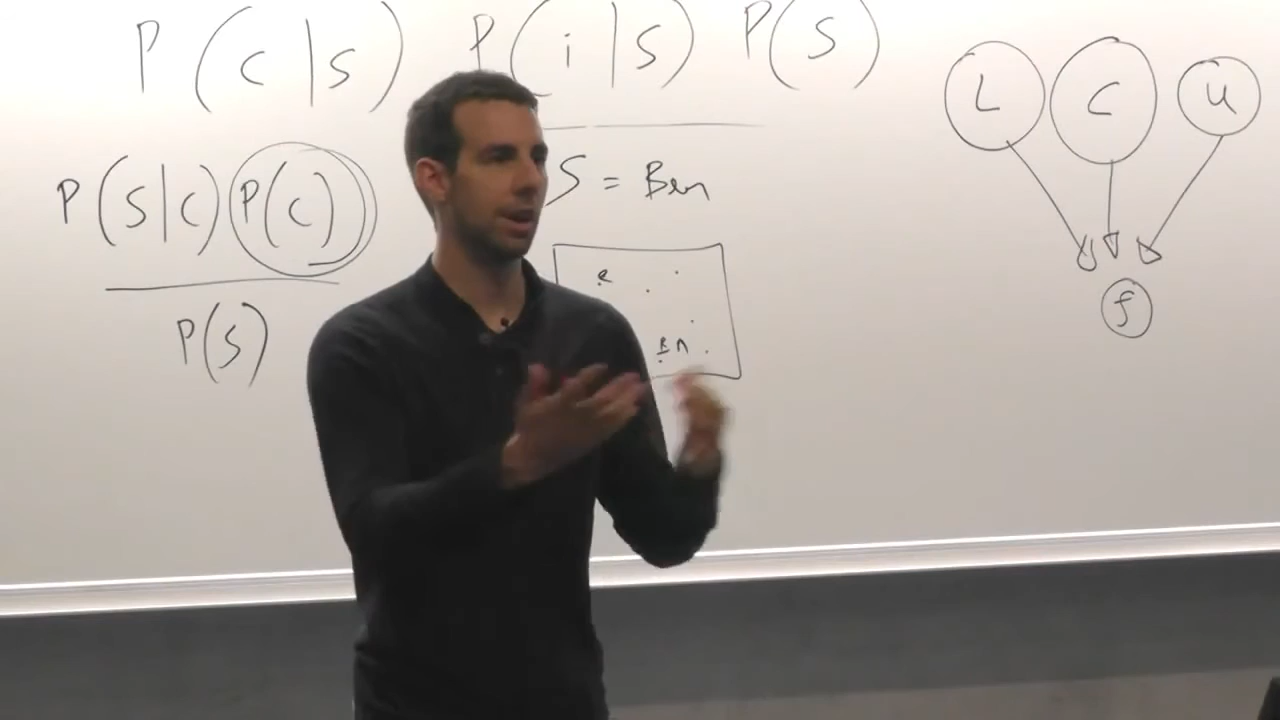 P(c|s) P(i|s) P(s)
P(s|c)P(c)
P(s)
S = Ben
R
R n
L C U
f